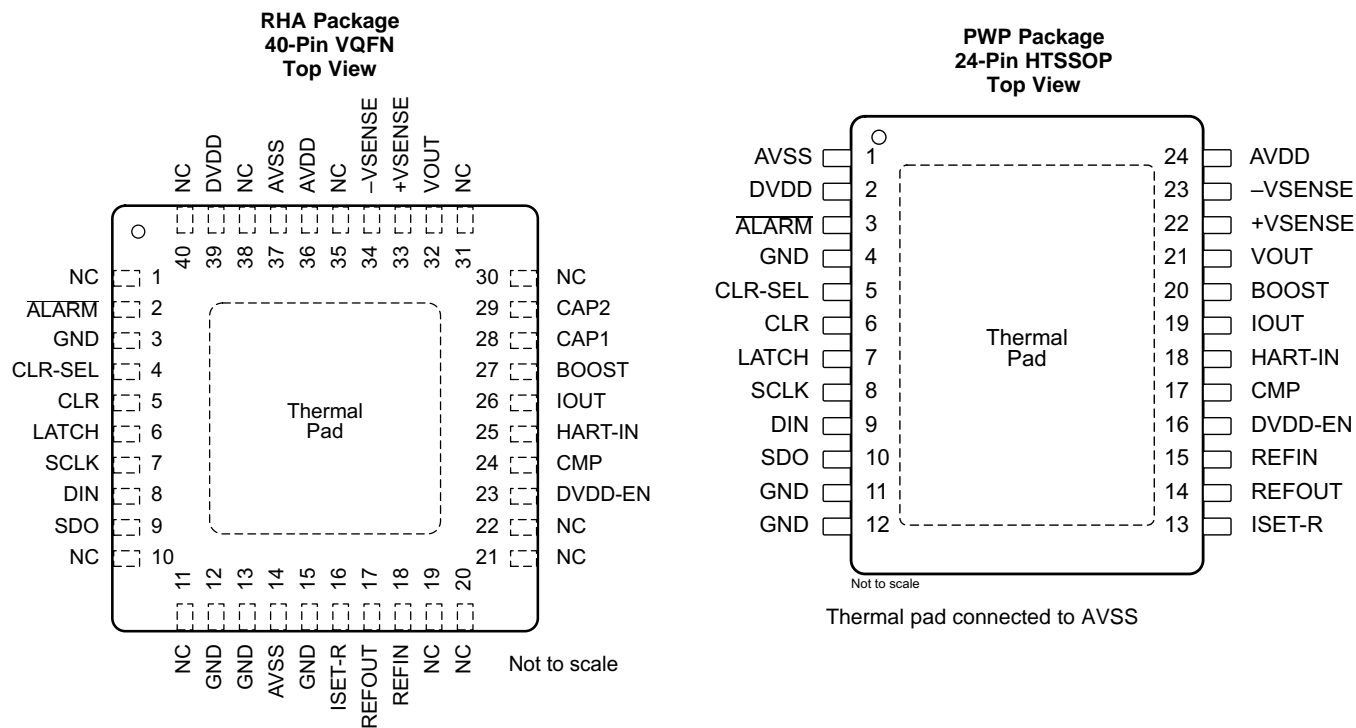 RHA Package
40-Pin VQFN
Top View
NC
DVDD
NC
AVSS
AVDD
NC
–VSENSE
+VSENSE
VOUT
NC
40
39
38
37
36
35
34
33
32
31
NC 1
ALARM 2
GND 3
CLR-SEL 4
CLR 5
LATCH 6
SCLK 7
DIN 8
SDO 9
NC 10
Thermal
Pad
30 NC
29 CAP2
28 CAP1
27 BOOST
26 IOUT
25 HART-IN
24 CMP
23 DVDD-EN
22 NC
21 NC
11
12
13
14
15
16
17
18
19
20
NC
GND
GND
AVSS
GND
ISET-R
REFOUT
REFIN
NC
NC
Not to scale
PWP Package
24-Pin HTSSOP
Top View
AVSS 1
DVDD 2
ALARM 3
GND 4
CLR-SEL 5
CLR 6
LATCH 7
SCLK 8
DIN 9
SDO 10
GND 11
GND 12
Thermal
Pad
24 AVDD
23 –VSENSE
22 +VSENSE
21 VOUT
20 BOOST
19 IOUT
18 HART-IN
17 CMP
16 DVDD-EN
15 REFIN
14 REFOUT
13 ISET-R
Not to scale
Thermal pad connected to AVSS